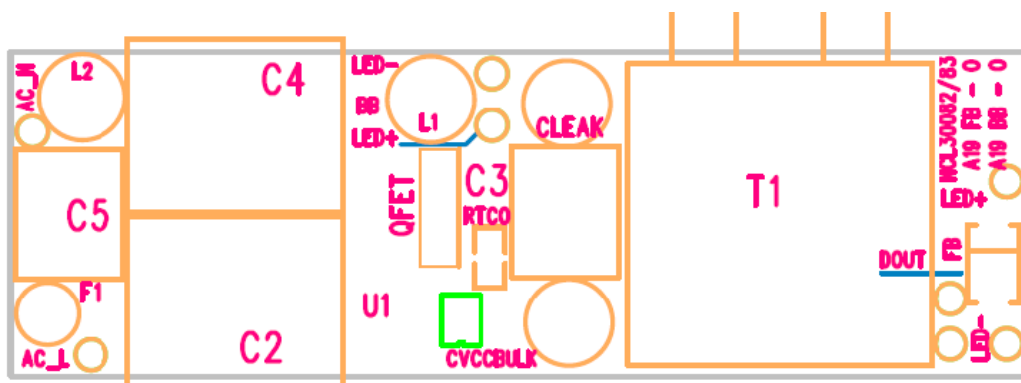 AC_N
L2
C4
LED-
BB
LED+
L1
CLEAK
NCL30082/83
A19 FB - 0
A19 BB - 0
C5
QFET
C3
RTCO
T1
LED+
DOUT
FB
F1
U1
AC_L
C2
CVCCBULK
LED-